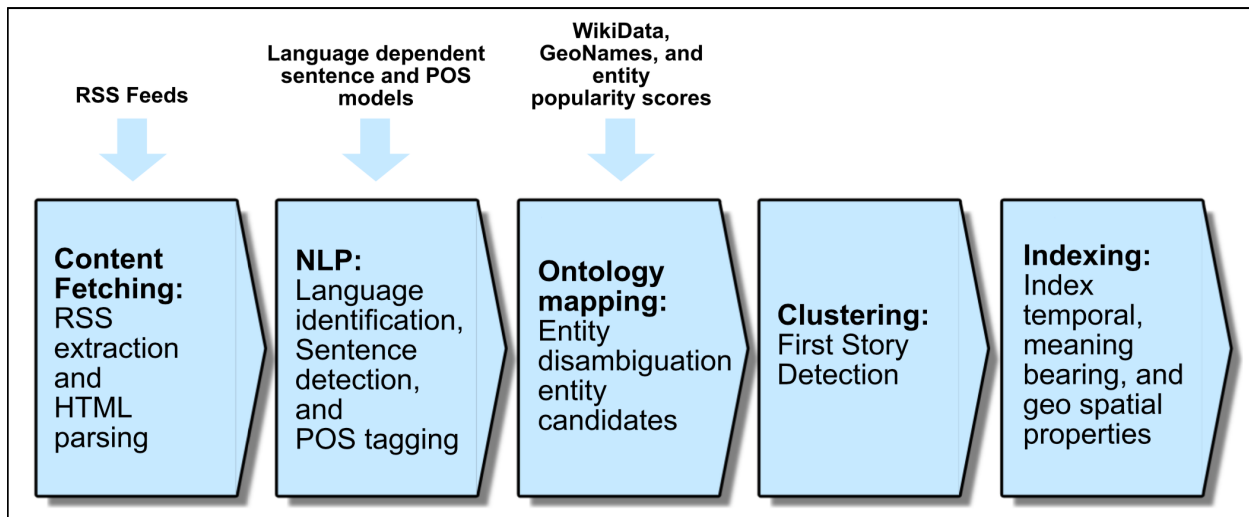 RSS Feeds
Language dependent
sentence and POS
models
WikiData,
GeoNames, and
entity
popularity scores
Content
Fetching:
RSS
extraction
and
HTML
parsing
NLP:
Language
identification,
Sentence
detection,
and
POS tagging
Ontology
mapping:
Entity
disambiguation
entity
candidates
Clustering:
First Story
Detection
Indexing:
Index
temporal,
meaning
bearing, and
geo spatial
properties